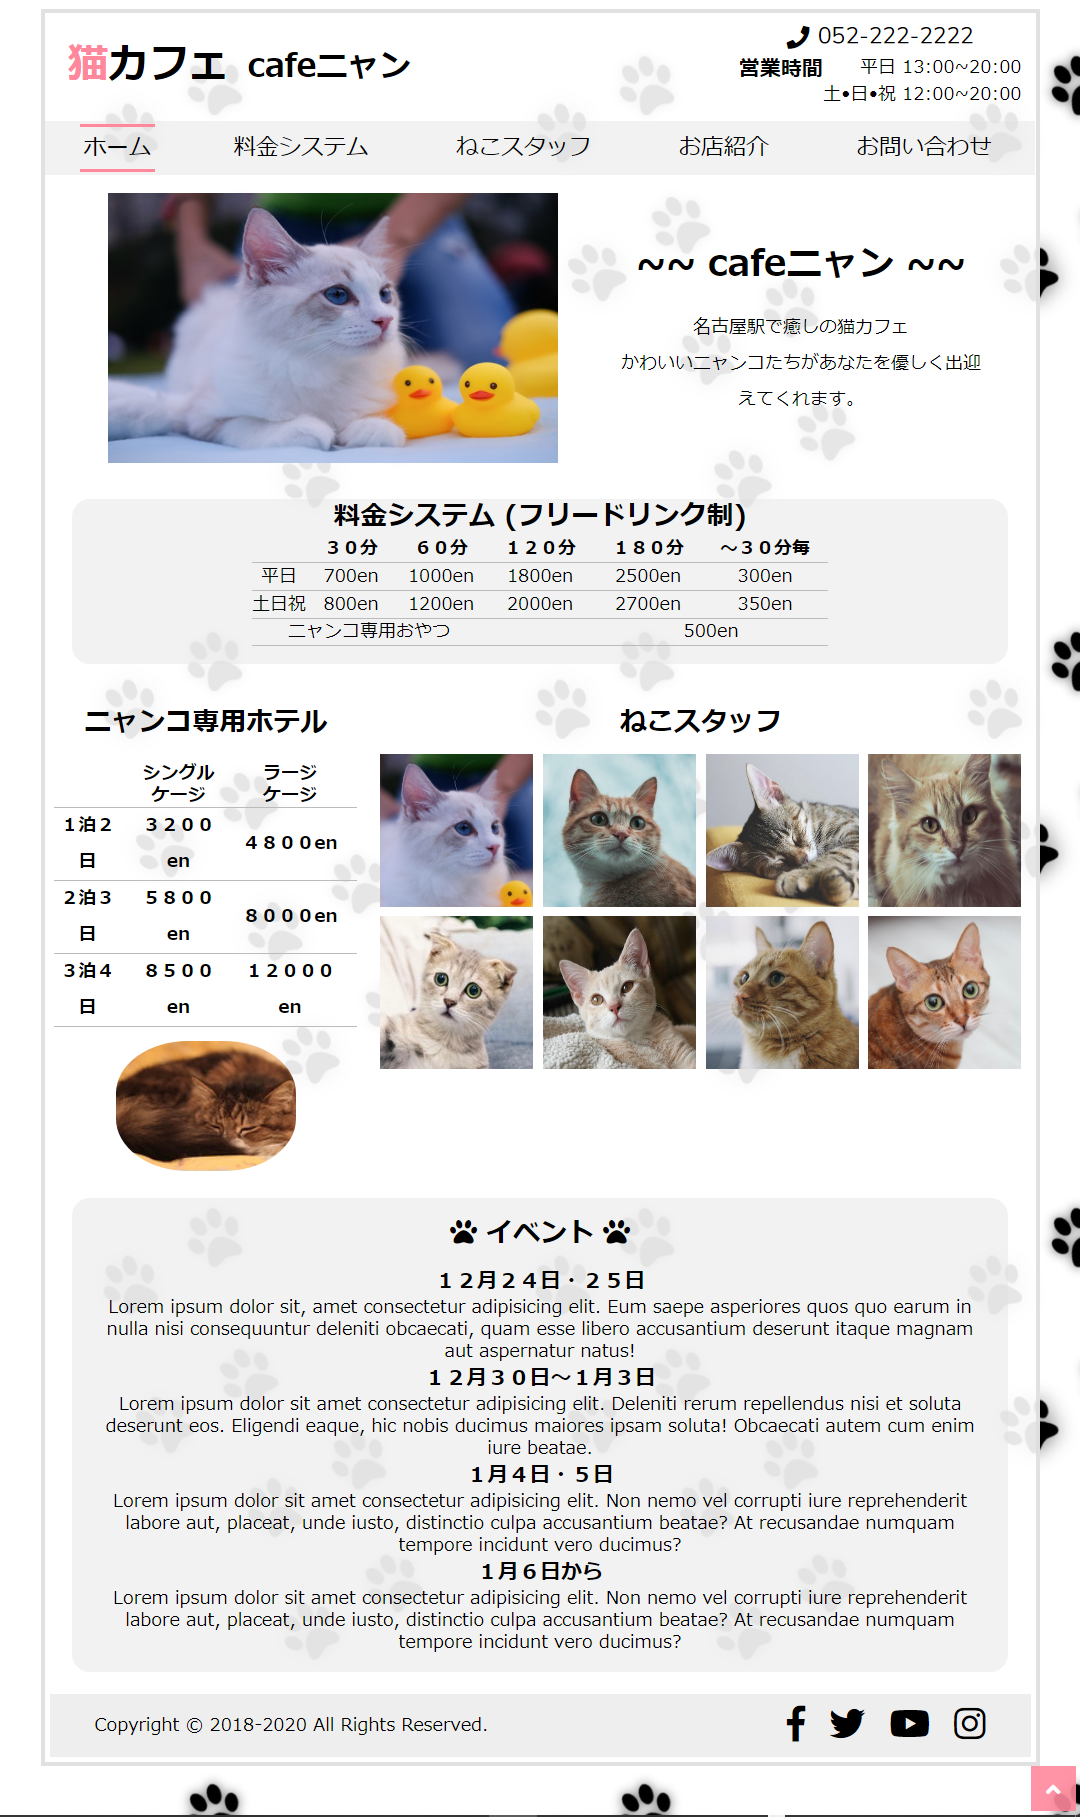 猫カフェ cafeニャン
052-222-2222
営業時間 平日 13:00~20:00
土•日•祝 12:00~20:00
ホーム 料金システム ねこスタッフ お店紹介 お問い合わせ
~~ cafeニャン ~~
名古屋駅で癒しの猫カフェ
かわいいニャンコたちがあなたを優しく出迎
えてくれます。
料金システム (フリードリンク制)
３０分 ６０分 １２０分 １８０分 ～３０分毎
平日 700en 1000en 1800en 2500en 300en
土日祝 800en 1200en 2000en 2700en 350en
ニャンコ専用おやつ 500en
ニャンコ専用ホテル
シングル ラージ
ケージ ケージ
１泊２ ３２００
日 en ４８００en
２泊３ ５８００
日 en ８０００en
３泊４ ８５００ １２０００
日 en en
ねこスタッフ
イベント
１２月２４日・２５日
Lorem ipsum dolor sit, amet consectetur adipisicing elit. Eum saepe asperiores quos quo earum in
nulla nisi consequuntur deleniti obcaecati, quam esse libero accusantium deserunt itaque magnam
aut aspernatur natus!
１２月３０日～１月３日
Lorem ipsum dolor sit amet consectetur adipisicing elit. Deleniti rerum repellendus nisi et soluta
deserunt eos. Eligendi eaque, hic nobis ducimus maiores ipsam soluta! Obcaecati autem cum enim
iure beatae.
１月４日・５日
Lorem ipsum dolor sit amet consectetur adipisicing elit. Non nemo vel corrupti iure reprehenderit
labore aut, placeat, unde iusto, distinctio culpa accusantium beatae? At recusandae numquam
tempore incidunt vero ducimus?
１月６日から
Lorem ipsum dolor sit amet consectetur adipisicing elit. Non nemo vel corrupti iure reprehenderit
labore aut, placeat, unde iusto, distinctio culpa accusantium beatae? At recusandae numquam
tempore incidunt vero ducimus?
Copyright © 2018-2020 All Rights Reserved.